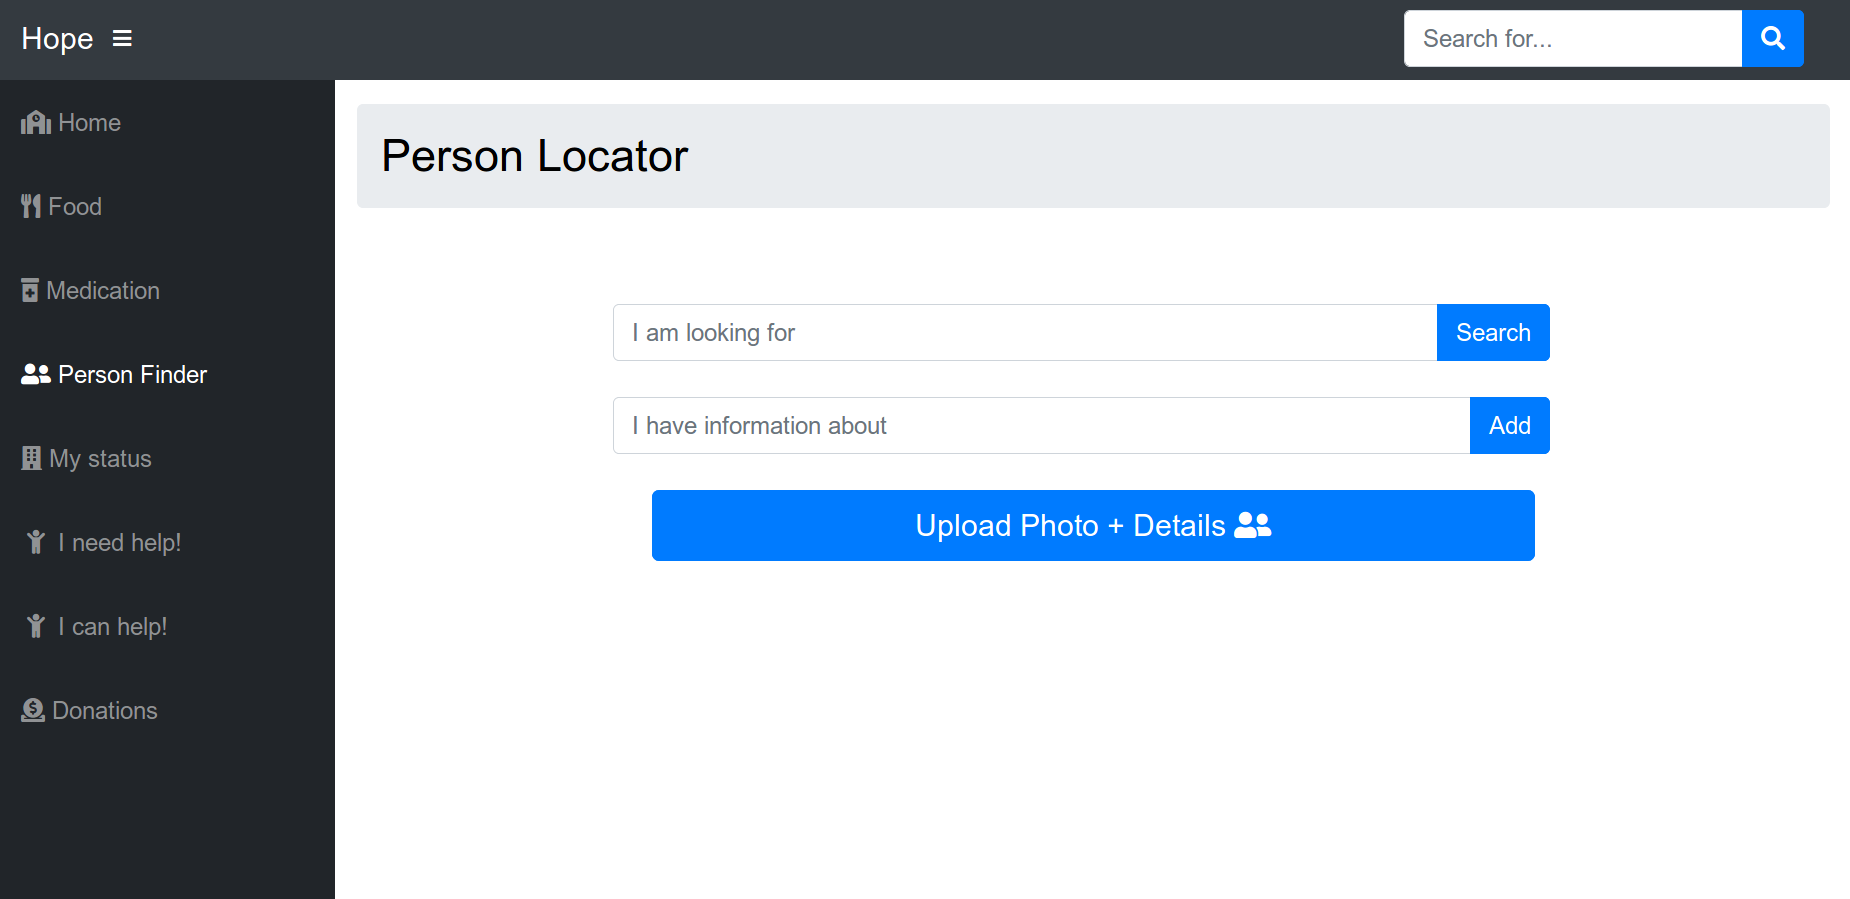 Hope
Search for...
Home
Food
Medication
Person Finder
My status
I need help!
I can help!
Donations
Person Locator
I am looking for
Search
I have information about
Add
Upload Photo + Details